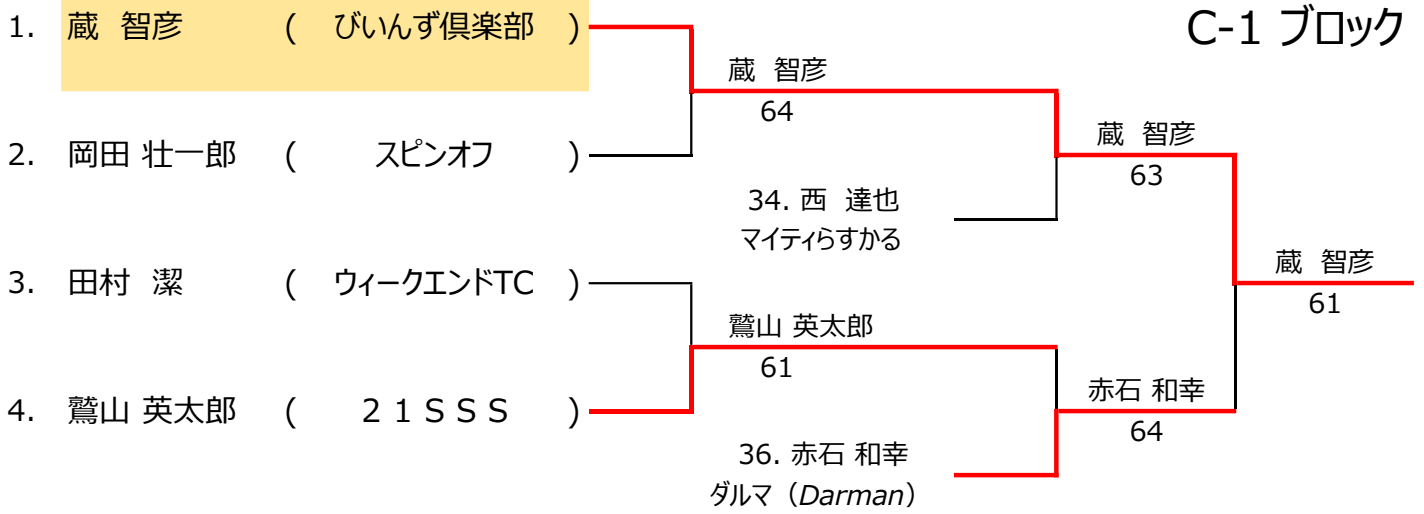 C-1 ブロック
1. 蔵 智彦 ( びいんず倶楽部 )
蔵 智彦
64
蔵 智彦
63
2. 岡田 壮一郎 ( スピンオフ )
34. 西 達也
マイティらすかる
蔵 智彦
61
3. 田村 潔 ( ウィークエンドTC )
鷲山 英太郎
61
赤石 和幸
64
4. 鷲山 英太郎 ( 21SSS )
36. 赤石 和幸
ダルマ（Darman）